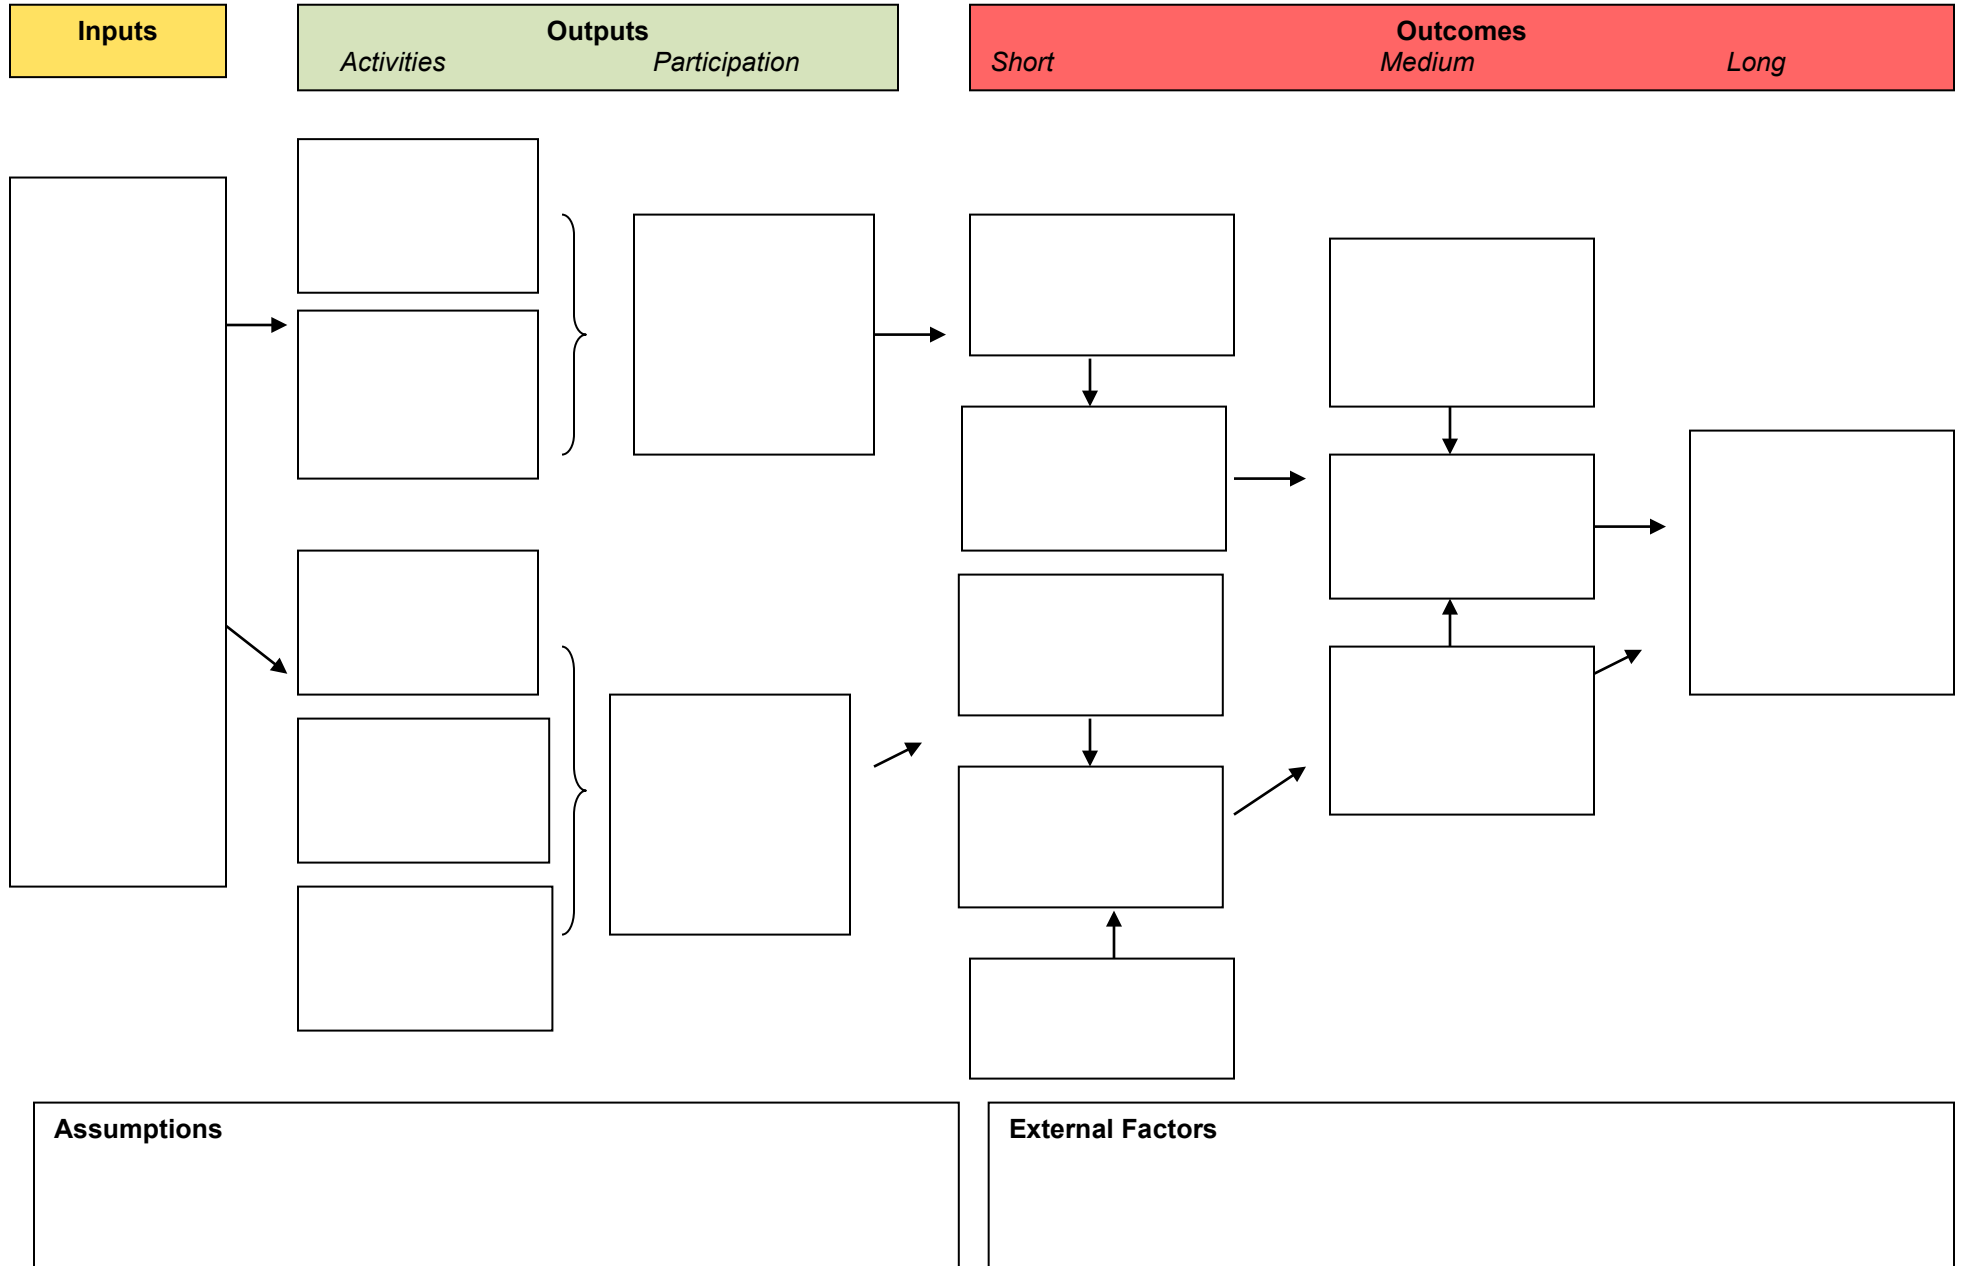 Inputs
Outputs
Activities Participation
Outcomes
Short Medium Long
Assumptions
External Factors